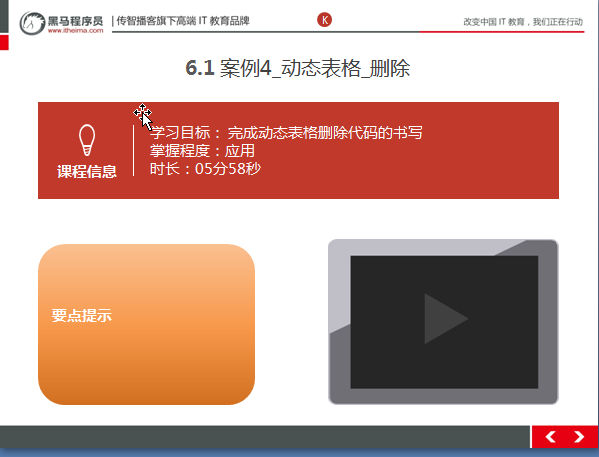 黑马程序员
www.itheima.com
传智播客旗下高端 IT 教育品牌
K
改变中国 IT 教育，我们正在行动
6.1 案例4_动态表格_删除
学习目标： 完成动态表格删除代码的书写
掌握程度：应用
时长：05分58秒
课程信息
要点提示